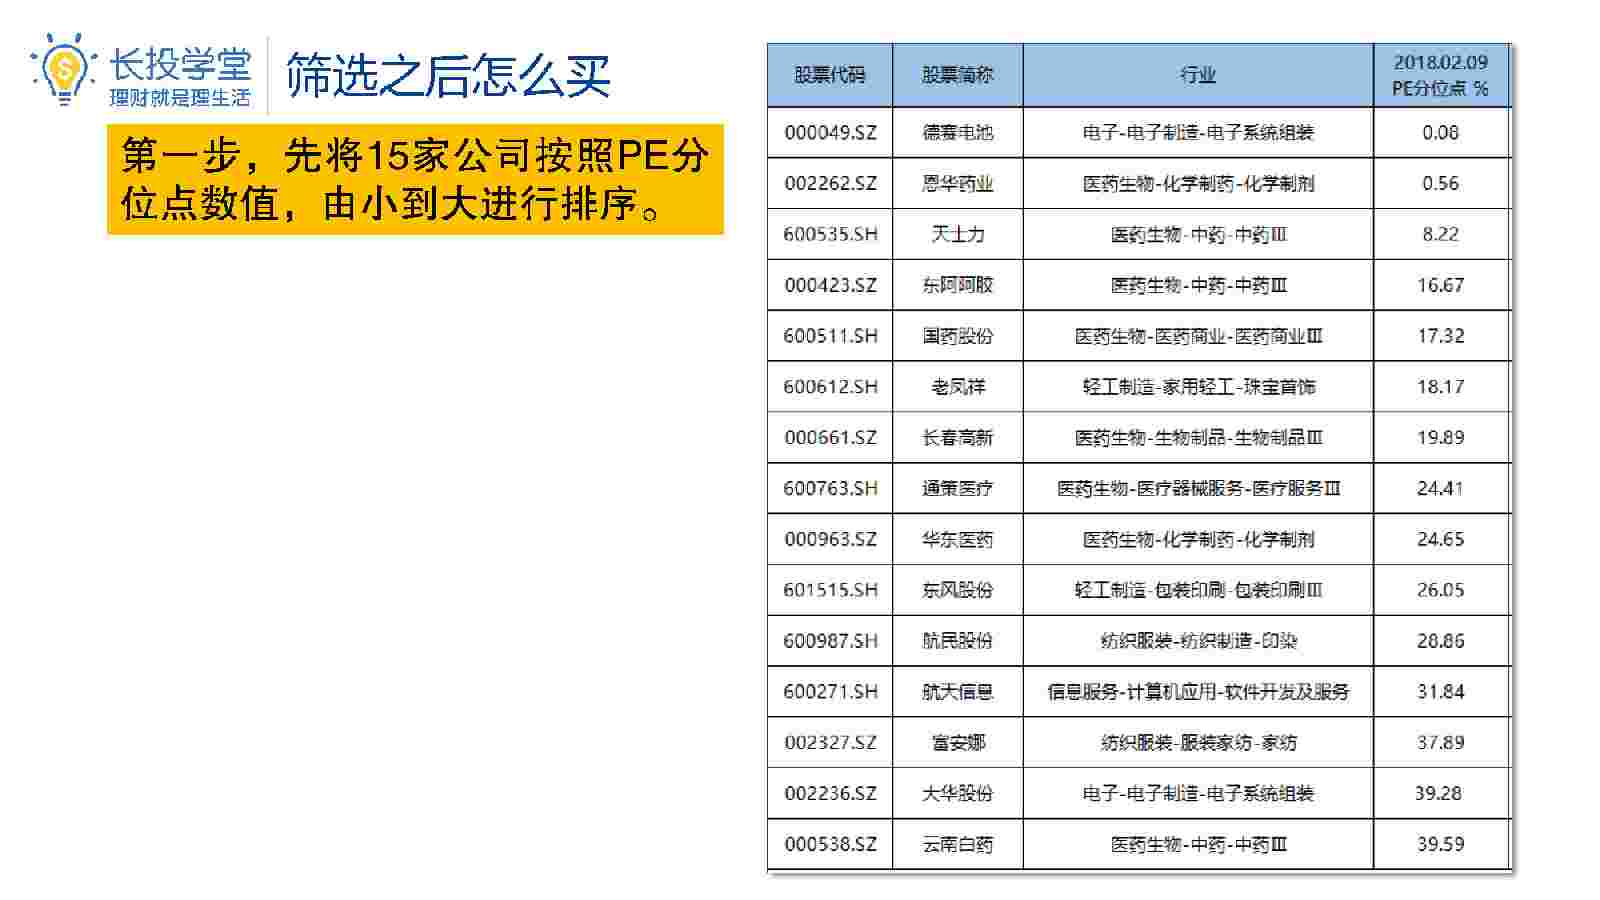 长投学堂
理财就是理生活
筛选之后怎么买
第一步，先将15家公司按照PE分
位点数值，由小到大进行排序。
股票代码 股票简称 行业 2018.02.09 PE分位点 %
000049.SZ 德赛电池 电子-电子制造-电子系统组装 0.08
002262.SZ 恩华药业 医药生物-化学制药-化学制剂 0.56
600535.SH 天士力 医药生物-中药-中药Ⅲ 8.22
000423.SZ 东阿阿胶 医药生物-中药-中药Ⅲ 16.67
600511.SH 国药股份 医药生物-医药商业-医药商业Ⅲ 17.32
600612.SH 老凤祥 轻工制造-家用轻工-珠宝首饰 18.17
000661.SZ 长春高新 医药生物-生物制品-生物制品Ⅲ 19.89
600763.SH 通策医疗 医药生物-医疗器械服务-医疗服务Ⅲ 24.41
000963.SZ 华东医药 医药生物-化学制药-化学制剂 24.65
601515.SH 东风股份 轻工制造-包装印刷-包装印刷Ⅲ 26.05
600987.SH 航民股份 纺织服装-纺织制造-印染 28.86
600271.SH 航天信息 信息服务-计算机应用-软件开发及服务 31.84
002327.SZ 富安娜 纺织服装-服装家纺-家纺 37.89
002236.SZ 大华股份 电子-电子制造-电子系统组装 39.28
000538.SZ 云南白药 医药生物-中药-中药Ⅲ 39.59